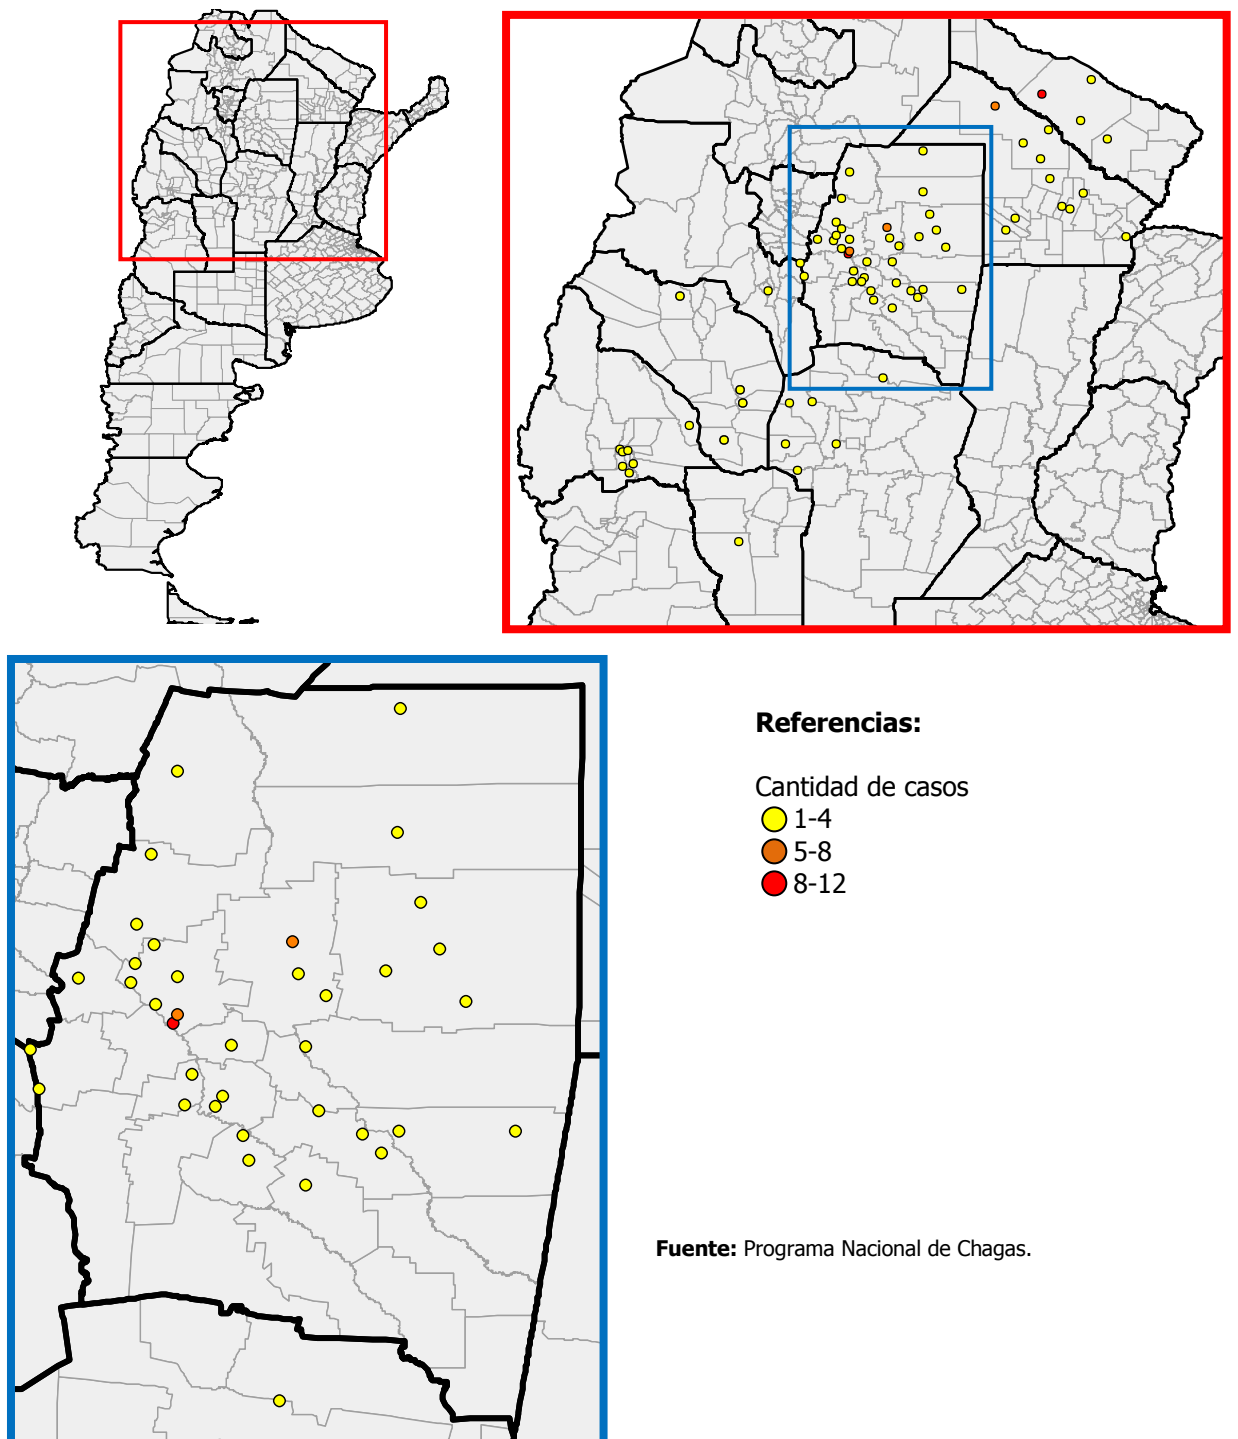 Referencias:
Cantidad de casos
1-4
5-8
8-12
Fuente: Programa Nacional de Chagas.